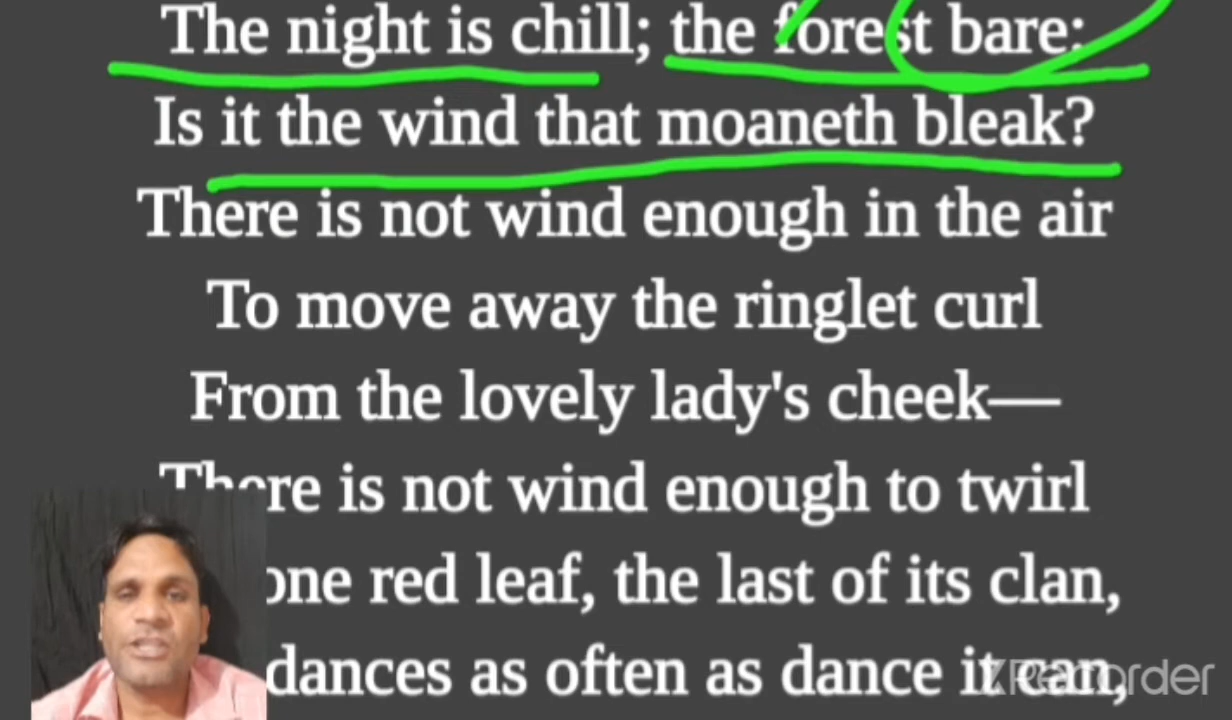 The night is chill; the forest bare:
Is it the wind that moaneth bleak?
There is not wind enough in the air
To move away the ringlet curl
From the lovely lady's cheek—
There is not wind enough to twirl
one red leaf, the last of its clan,
dances as often as dance it can,
XRecorder